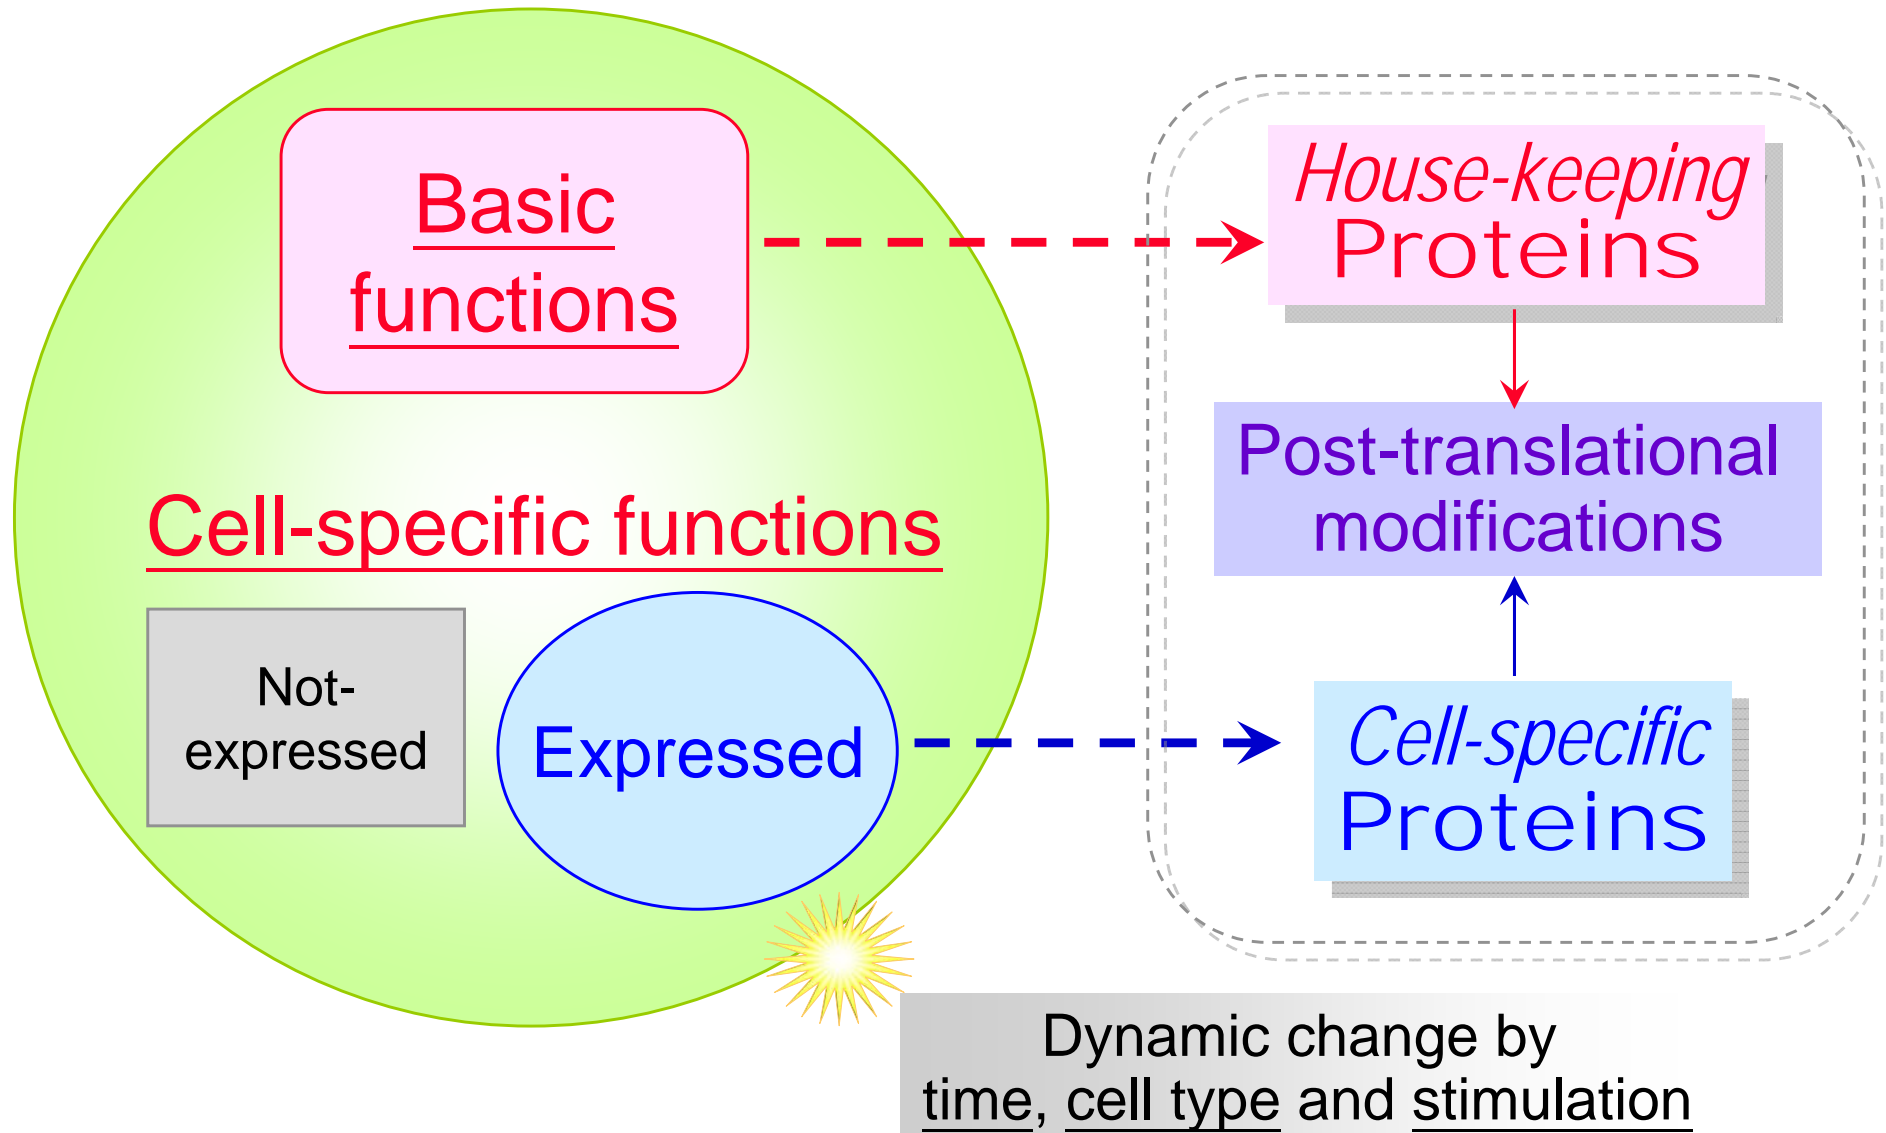 Basic
functions
Cell-specific functions
Not-
expressed
Expressed
House-keeping
Proteins
Post-translational
modifications
Cell-specific
Proteins
Dynamic change by
time, cell type and stimulation